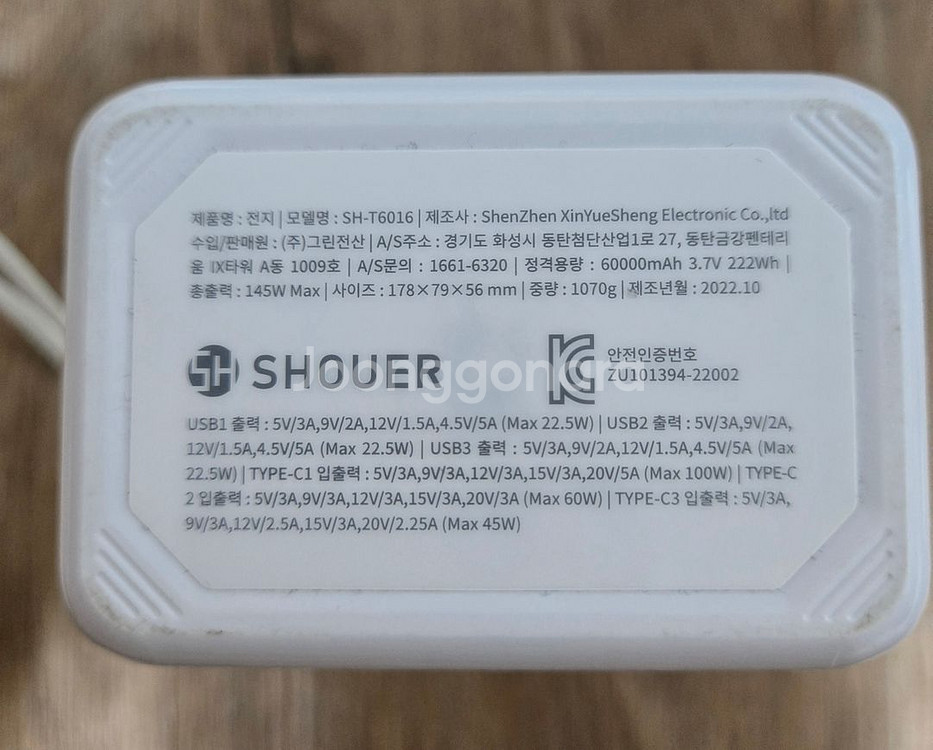 제품명 : 전지 | 모델명 : SH-T6016 | 제조사 : ShenZhen XinYueSheng Electronic Co.,ltd
수입/판매원 : (주)그린전산 | A/S주소 : 경기도 화성시 동탄첨단산업1로 27, 동탄금강펜테리
움 IX타워 A동 1009호 | A/S문의 : 1661-6320 | 정격용량 : 60000mAh 3.7V 222Wh |
총출력 : 145W Max | 사이즈 : 178×79×56 mm | 중량 : 1070g | 제조년월 : 2022.10
SH SHOUER
Joonggonara
안전인증번호
ZU101394-22002
USB1 출력 : 5V/3A,9V/2A,12V/1.5A,4.5V/5A (Max 22.5W) | USB2 출력 : 5V/3A,9V/2A,
12V/1.5A,4.5V/5A (Max 22.5W) | USB3 출력 : 5V/3A,9V/2A,12V/1.5A,4.5V/5A (Max
22.5W) | TYPE-C1 입출력 : 5V/3A,9V/3A,12V/3A,15V/3A,20V/5A (Max 100W) | TYPE-C
2 입출력 : 5V/3A,9V/3A,12V/3A,15V/3A,20V/3A (Max 60W) | TYPE-C3 입출력 : 5V/3A,
9V/3A,12V/2.5A,15V/3A,20V/2.25A (Max 45W)